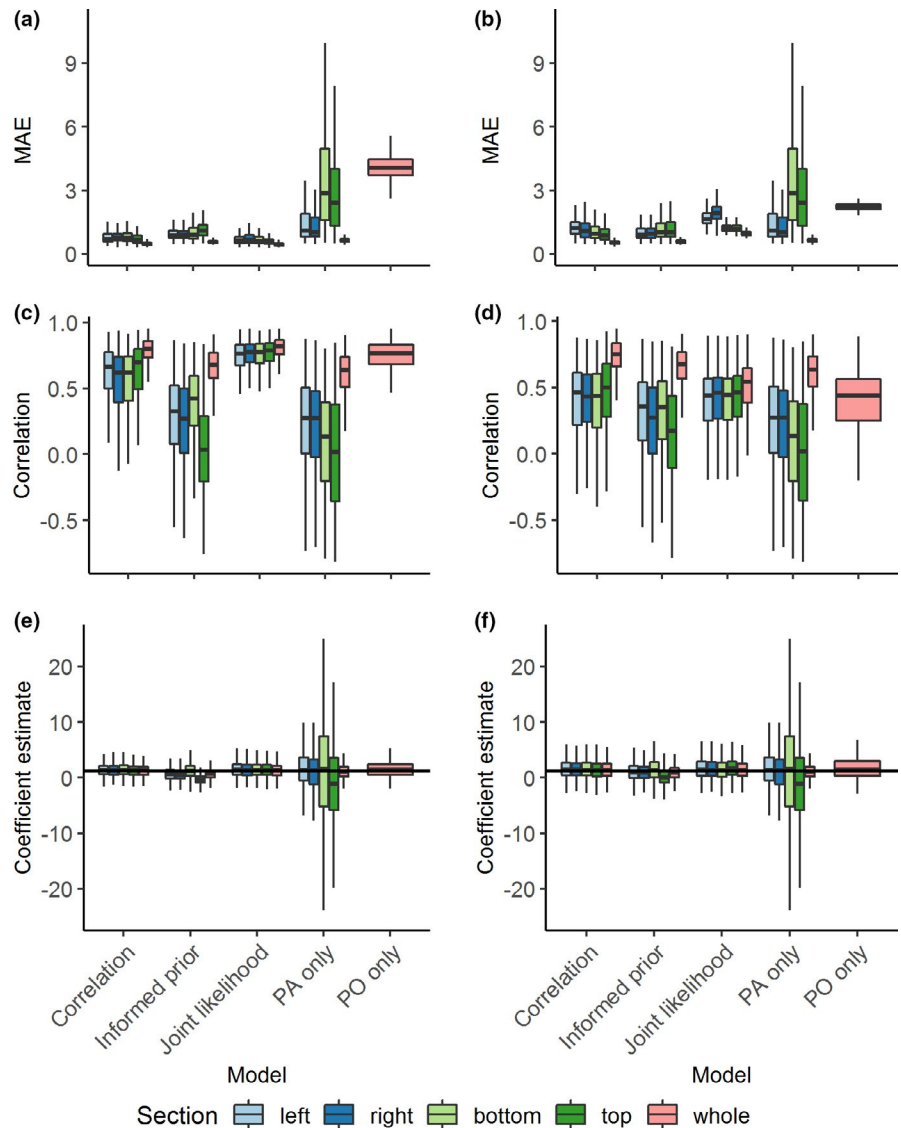 (a)
(b)
MAE
9
6
3
0
MAE
9
6
3
0
(c)
(d)
Correlation
1.0
0.5
0.0
-0.5
Correlation
1.0
0.5
0.0
-0.5
(e)
(f)
Coefficient estimate
20
10
0
-10
-20
Coefficient estimate
20
10
0
-10
-20
Correlation
Informed prior
Joint likelihood
PA only
PO only
Correlation
Informed prior
Joint likelihood
PA only
PO only
Model
Model
Section left right bottom top whole